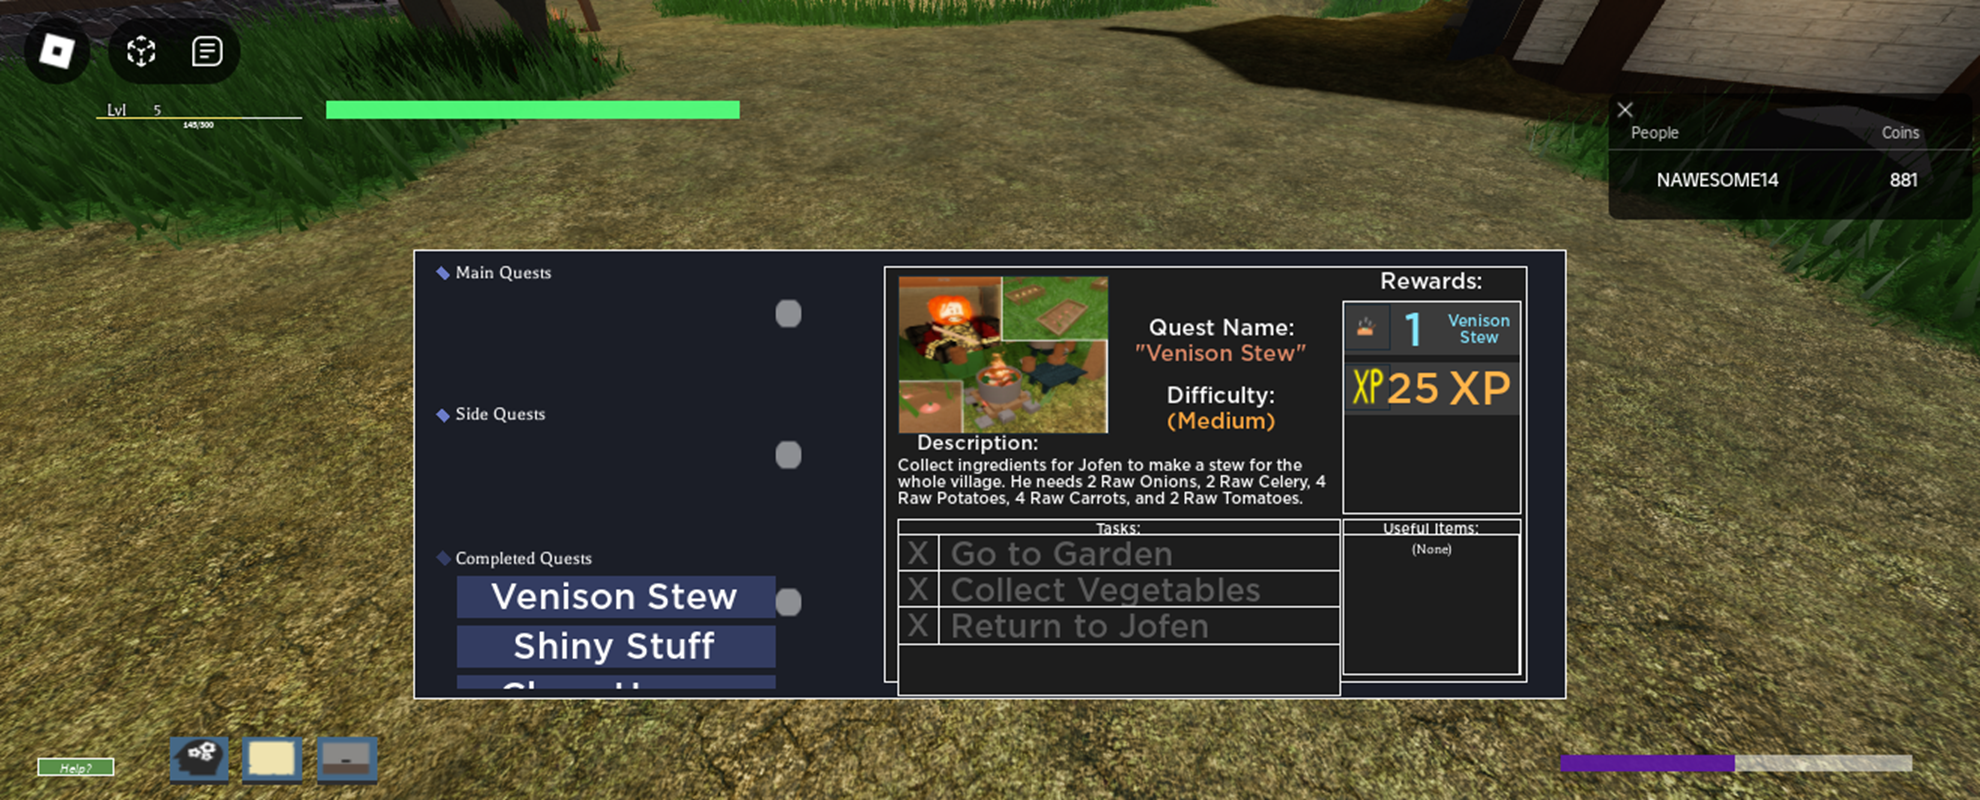 Lvl 5
145/300
People Coins
NAWESOME14 881
Main Quests
Side Quests
Completed Quests
Venison Stew
Shiny Stuff
Quest Name:
"Venison Stew"
Difficulty:
(Medium)
Description:
Collect ingredients for Jofen to make a stew for the
whole village. He needs 2 Raw Onions, 2 Raw Celery, 4
Raw Potatoes, 4 Raw Carrots, and 2 Raw Tomatoes.
Tasks:
X Go to Garden
X Collect Vegetables
X Return to Jofen
Rewards:
1 Venison
Stew
XP 25 XP
Useful Items:
(None)
Help?